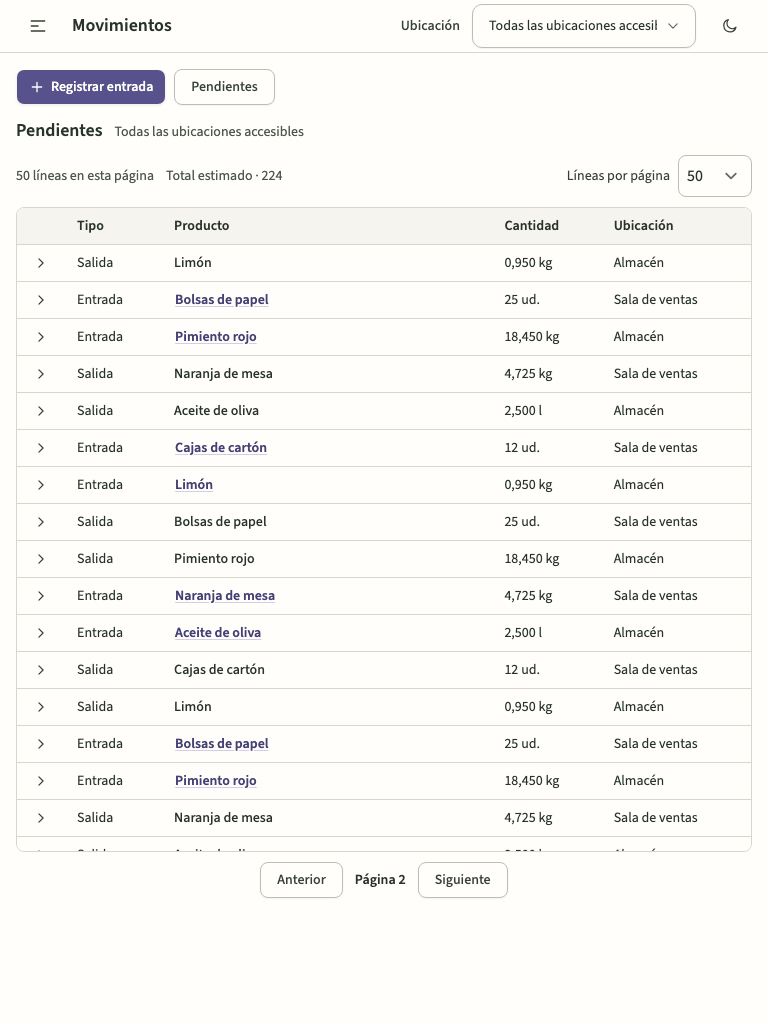 Movimientos Ubicación Todas las ubicaciones accesil
Registrar entrada Pendientes
Pendientes Todas las ubicaciones accesibles
50 líneas en esta página Total estimado · 224 Líneas por página 50
Tipo Producto Cantidad Ubicación
Salida Limón 0,950 kg Almacén
Entrada Bolsas de papel 25 ud. Sala de ventas
Entrada Pimiento rojo 18,450 kg Almacén
Salida Naranja de mesa 4,725 kg Sala de ventas
Salida Aceite de oliva 2,500 l Almacén
Entrada Cajas de cartón 12 ud. Sala de ventas
Entrada Limón 0,950 kg Almacén
Salida Bolsas de papel 25 ud. Sala de ventas
Salida Pimiento rojo 18,450 kg Almacén
Entrada Naranja de mesa 4,725 kg Sala de ventas
Entrada Aceite de oliva 2,500 l Almacén
Salida Cajas de cartón 12 ud. Sala de ventas
Salida Limón 0,950 kg Almacén
Entrada Bolsas de papel 25 ud. Sala de ventas
Entrada Pimiento rojo 18,450 kg Almacén
Salida Naranja de mesa 4,725 kg Sala de ventas
Anterior Página 2 Siguiente